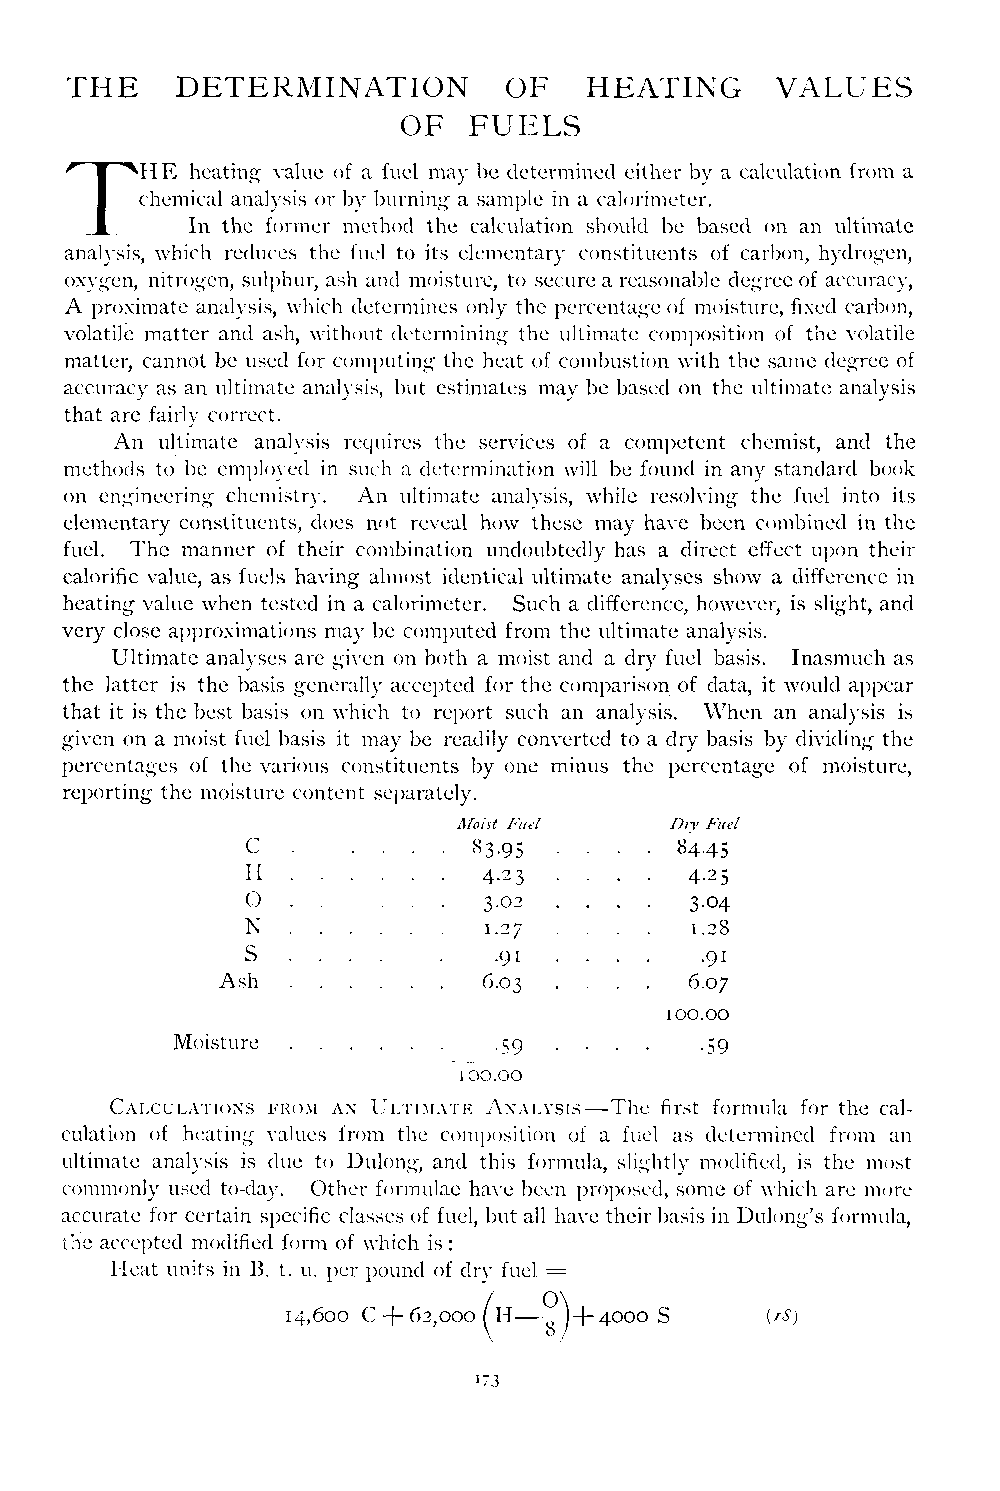 THE DETERMINATION OF HEATING VALUES
OF FUELS
THE heating value of a fuel may be determined either by a calculation from a
chemical analysis or by burning a sample in a calorimeter.
In the former method the calculation should be based on an ultimate
analysis, which reduces the fuel to its elementary constituents of carbon, hydrogen,
oxygen, nitrogen, sulphur, ash and moisture, to secure a reasonable degree of accuracy,
A proximate analysis, which determines only the percentage of moisture, fixed carbon,
volatile matter and ash, without determining the ultimate composition of the volatile
matter, cannot be used for computing the heat of combustion with the same degree of
accuracy as an ultimate analysis, but estimates may be based on the ultimate analysis
that are fairly correct.
An ultimate analysis requires the services of a competent chemist, and the
methods to be employed in such a determination will be found in any standard book
on engineering chemistry. An ultimate analysis, while resolving the fuel into its
elementary constituents, does not reveal how these may have been combined in the
fuel. The manner of their combination undoubtedly has a direct effect upon their
calorific value, as fuels having almost identical ultimate analyses show a difference in
heating value when tested in a calorimeter. Such a difference, however, is slight, and
very close approximations may be computed from the ultimate analysis.
Ultimate analyses are given on both a moist and a dry fuel basis. Inasmuch as
the latter is the basis generally accepted for the comparison of data, it would appear
that it is the best basis on which to report such an analysis. When an analysis is
given on a moist fuel basis it may be readily converted to a dry basis by dividing the
percentages of the various constituents by one minus the percentage of moisture,
reporting the moisture content separately.
Moist Fuel Dry Fuel
C . . . . . 83.95 . . . . 84.45
H . . . . . . 4.23 . . . . 4.25
O . . . . . 3.02 . . . . 3.04
N . . . . . . 1.27 . . . . 1.28
S . . . . . .91 . . . . .91
Ash . . . . . . 6.03 . . . . 6.07
100.00
Moisture . . . . . . .59 . . . . .59
100.00
CALCULATIONS FROM AN ULTIMATE ANALYSIS—The first formula for the cal-
culation of heating values from the composition of a fuel as determined from an
ultimate analysis is due to Dulong, and this formula, slightly modified, is the most
commonly used to-day. Other formulae have been proposed, some of which are more
accurate for certain specific classes of fuel, but all have their basis in Dulong's formula,
the accepted modified form of which is:
Heat units in B. t. u. per pound of dry fuel =
14,600 C + 62,000 (H — O/8) + 4000 S (18)
173